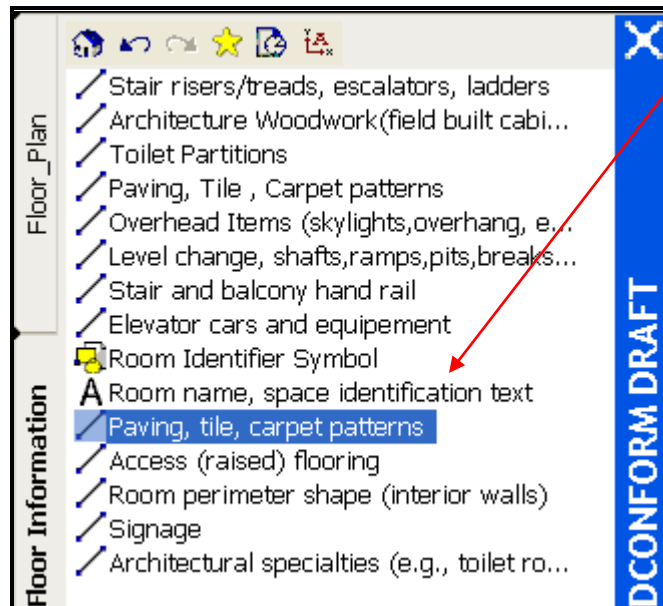 Stair risers/treads, escalators, ladders
Architecture Woodwork(field built cabi...
Toilet Partitions
Paving, Tile , Carpet patterns
Overhead Items (skylights,overhang, e...
Level change, shafts,ramps,pits,breaks...
Stair and balcony hand rail
Elevator cars and equipement
Room Identifier Symbol
A Room name, space identification text
Paving, tile, carpet patterns
Access (raised) flooring
Room perimeter shape (interior walls)
Signage
Architectural specialties (e.g., toilet ro...
Floor_Plan
Floor Information
DCONFORM DRAFT